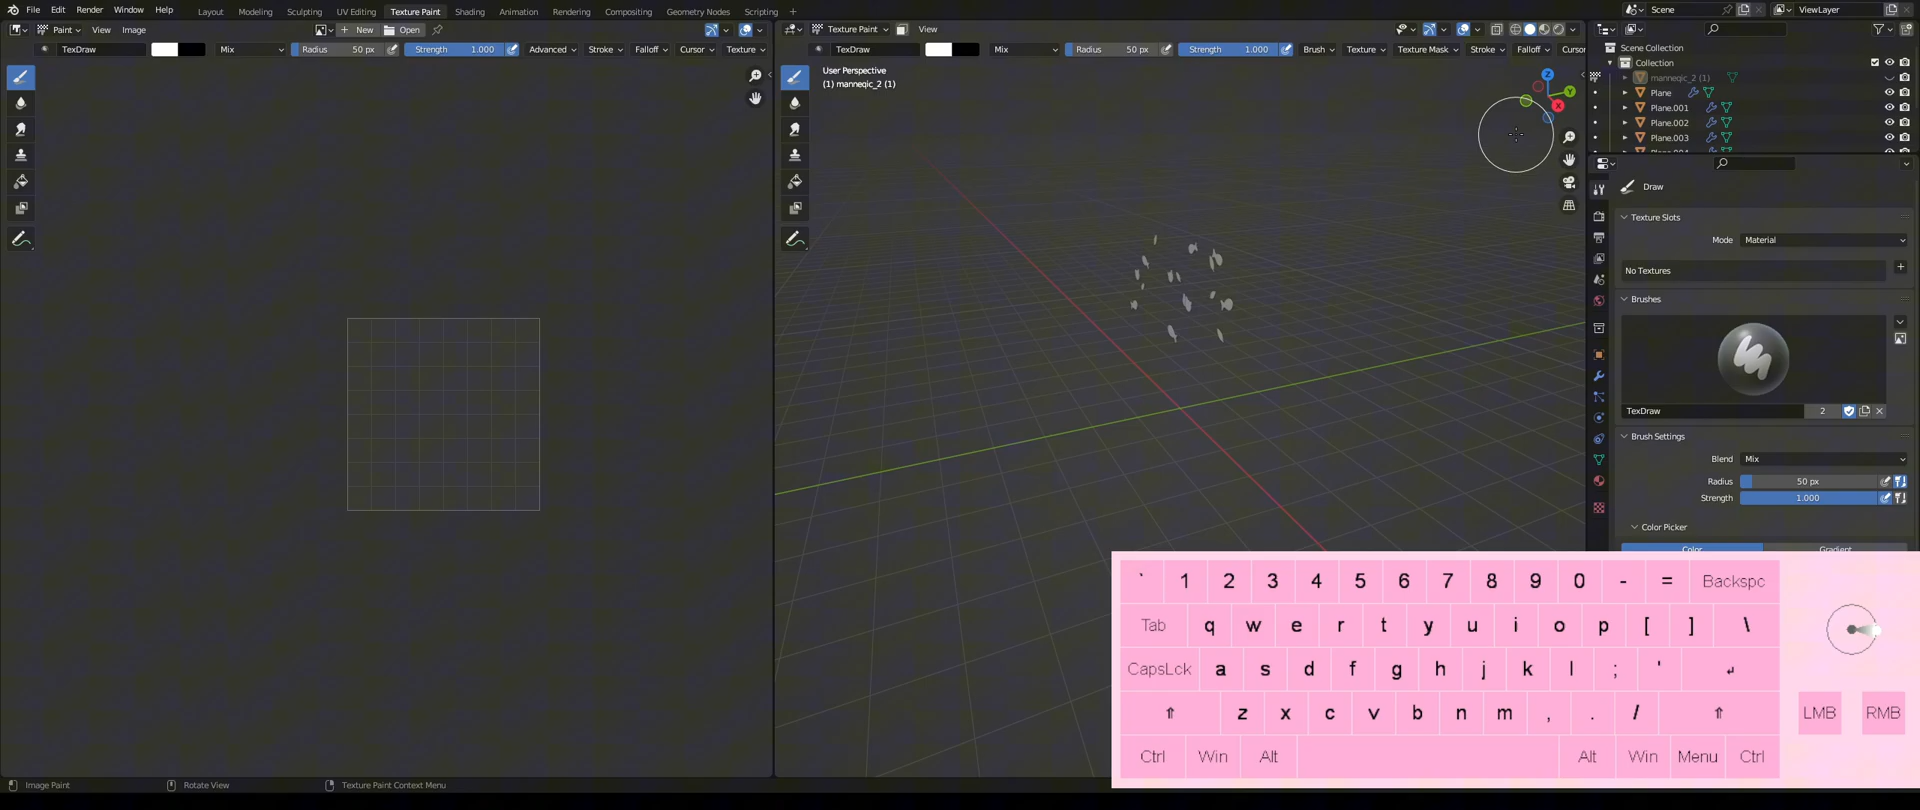 File Edit Render Window Help Layout Modeling Sculpting UV Editing Texture Paint Shading Animation Rendering Compositing Geometry Nodes Scripting + Scene ViewLayer
Paint View Image New Open Texture Paint View
TexDraw Mix Radius 50 px Strength 1.000 Advanced Stroke Falloff Cursor Texture
TexDraw Mix Radius 50 px Strength 1.000 Brush Texture Texture Mask Stroke Falloff Cursor
User Perspective
(1) manneqic_2 (1)
Z
Y
X
Scene Collection
Collection
manneqic_2 (1)
Plane
Plane.001
Plane.002
Plane.003
Draw
Texture Slots
Mode Material
No Textures
Brushes
TexDraw 2
Brush Settings
Blend Mix
Radius 50 px
Strength 1.000
Color Picker
Color Gradient
` 1 2 3 4 5 6 7 8 9 0 - = Backspc
Tab q w e r t y u i o p [ ] \
CapsLck a s d f g h j k l ; ' ↵
⇑ z x c v b n m , . / ⇑
Ctrl Win Alt Alt Win Menu Ctrl
LMB RMB
Image Paint Rotate View Texture Paint Context Menu